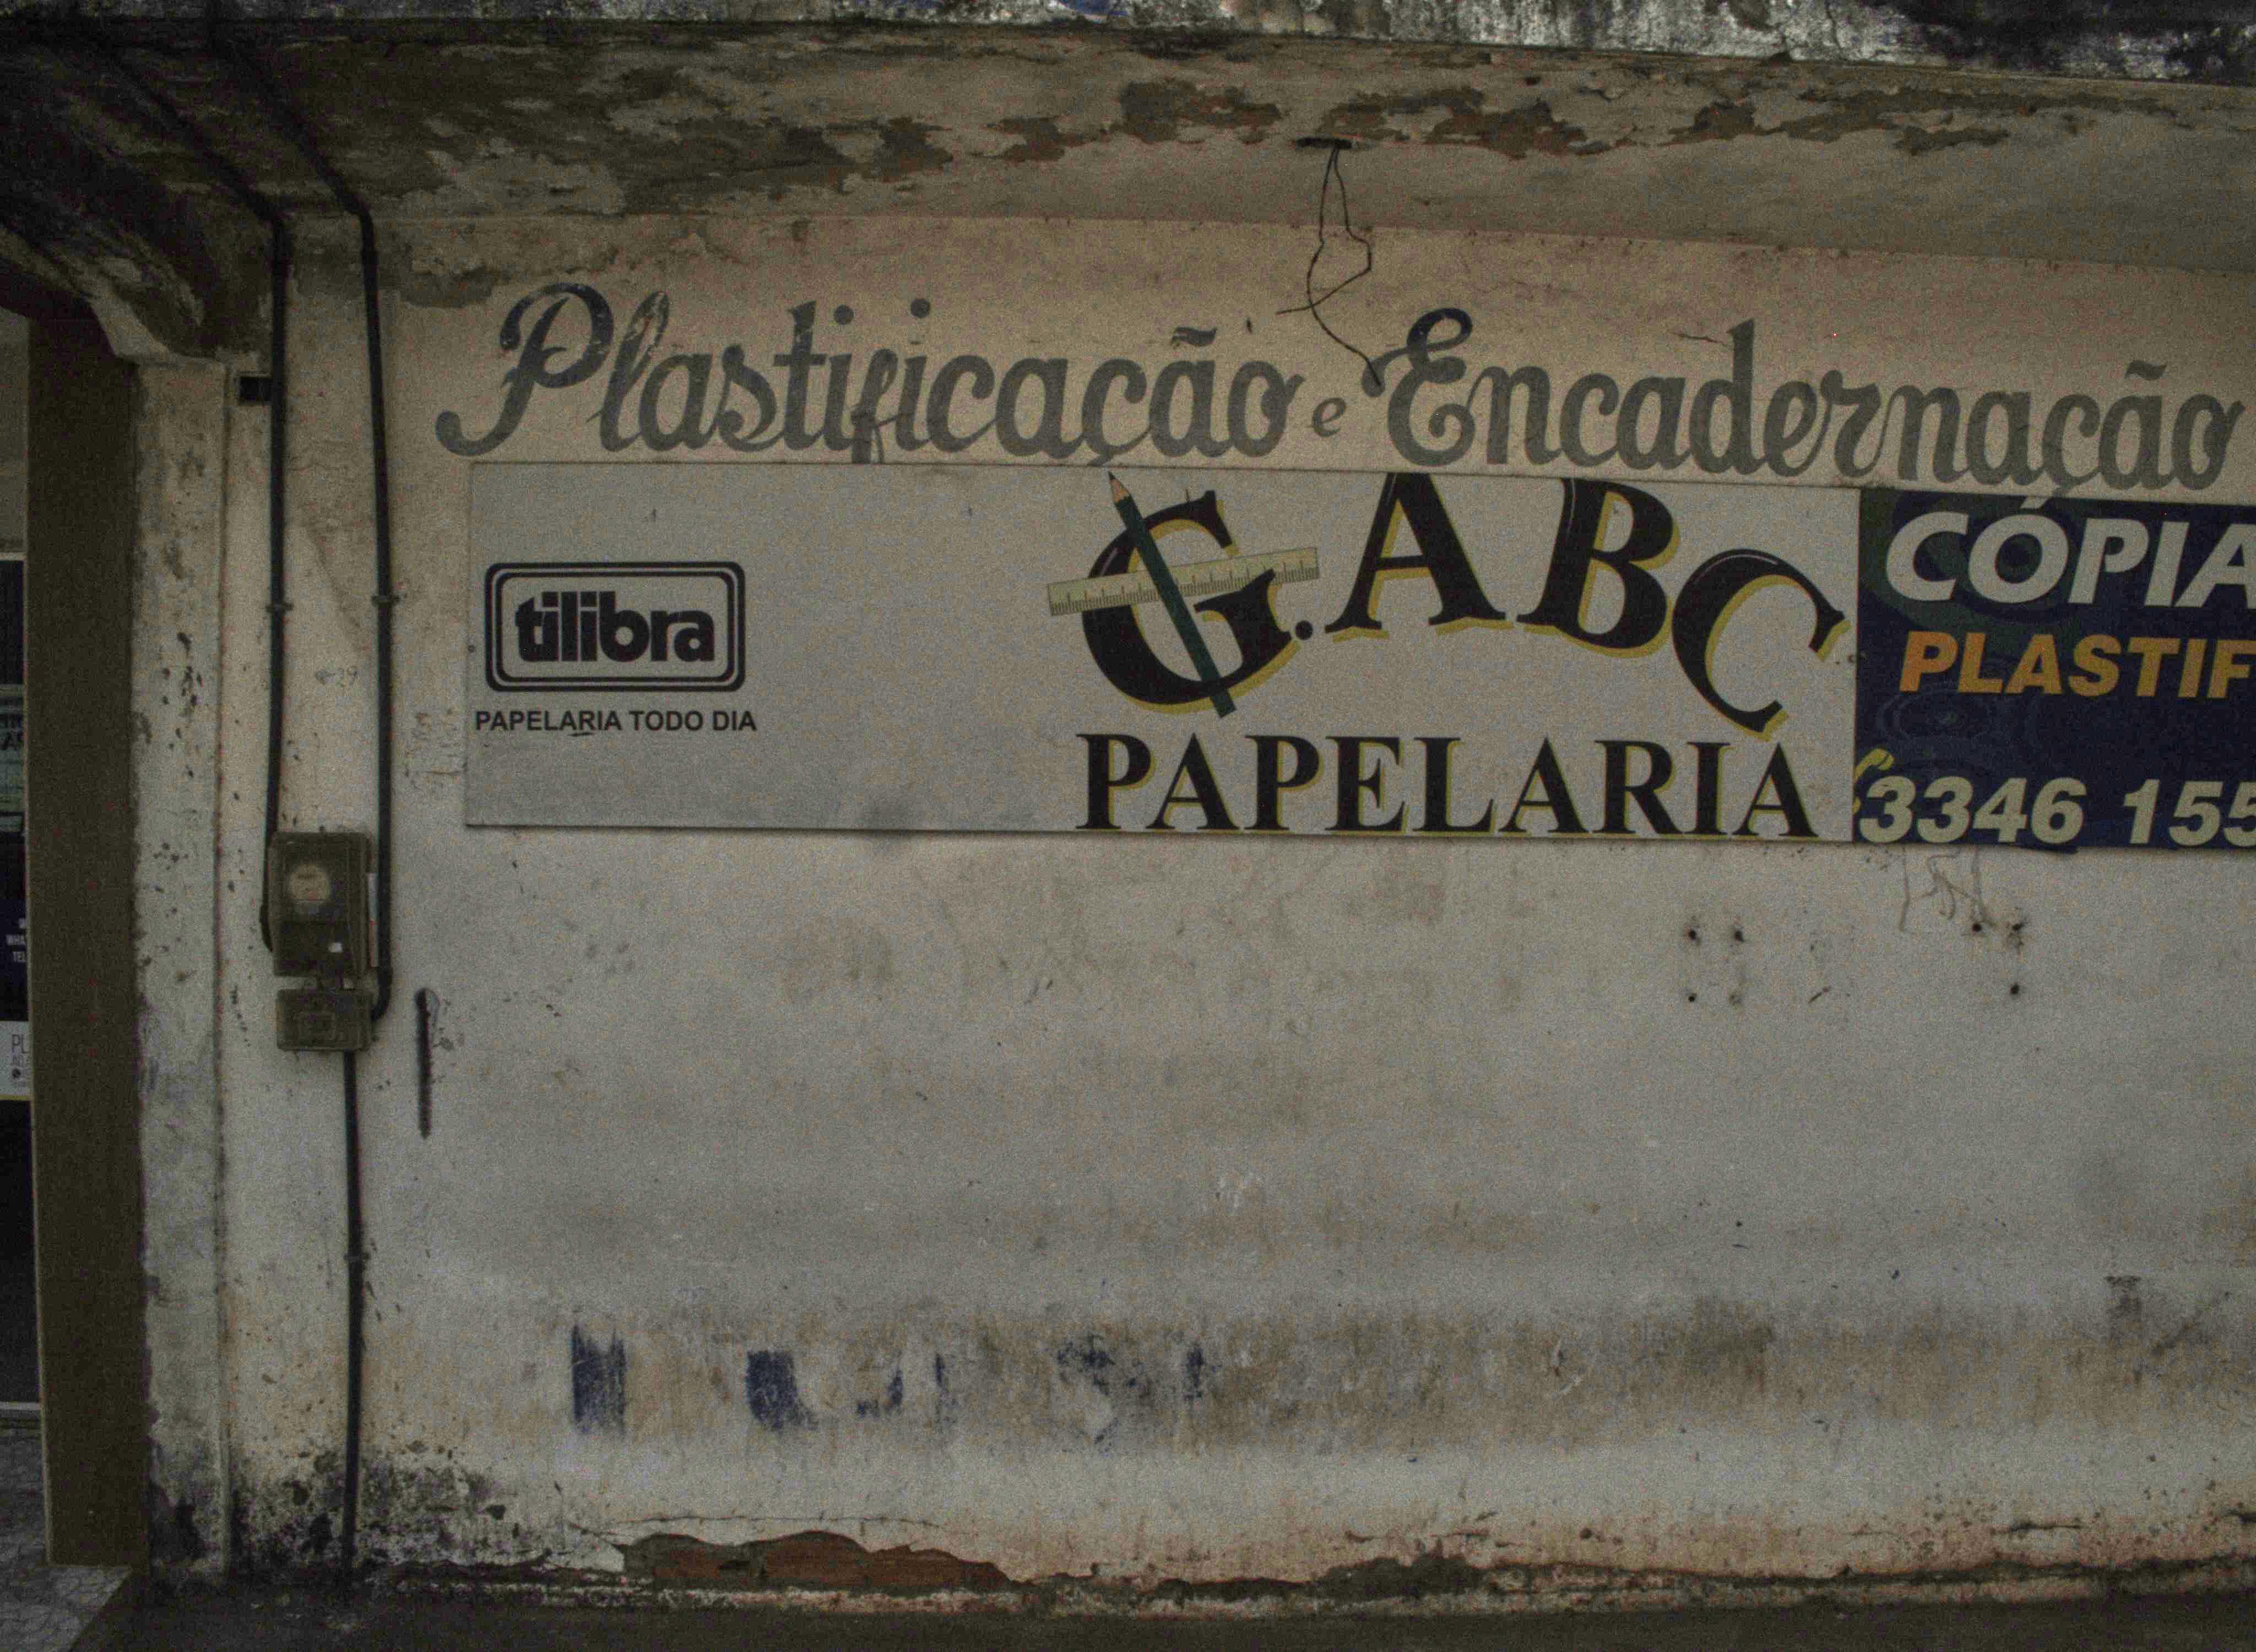 Plastificação e Encadernação
tilibra
PAPELARIA TODO DIA
G.ABC
PAPELARIA
CÓPIA
PLASTIF
3346 155